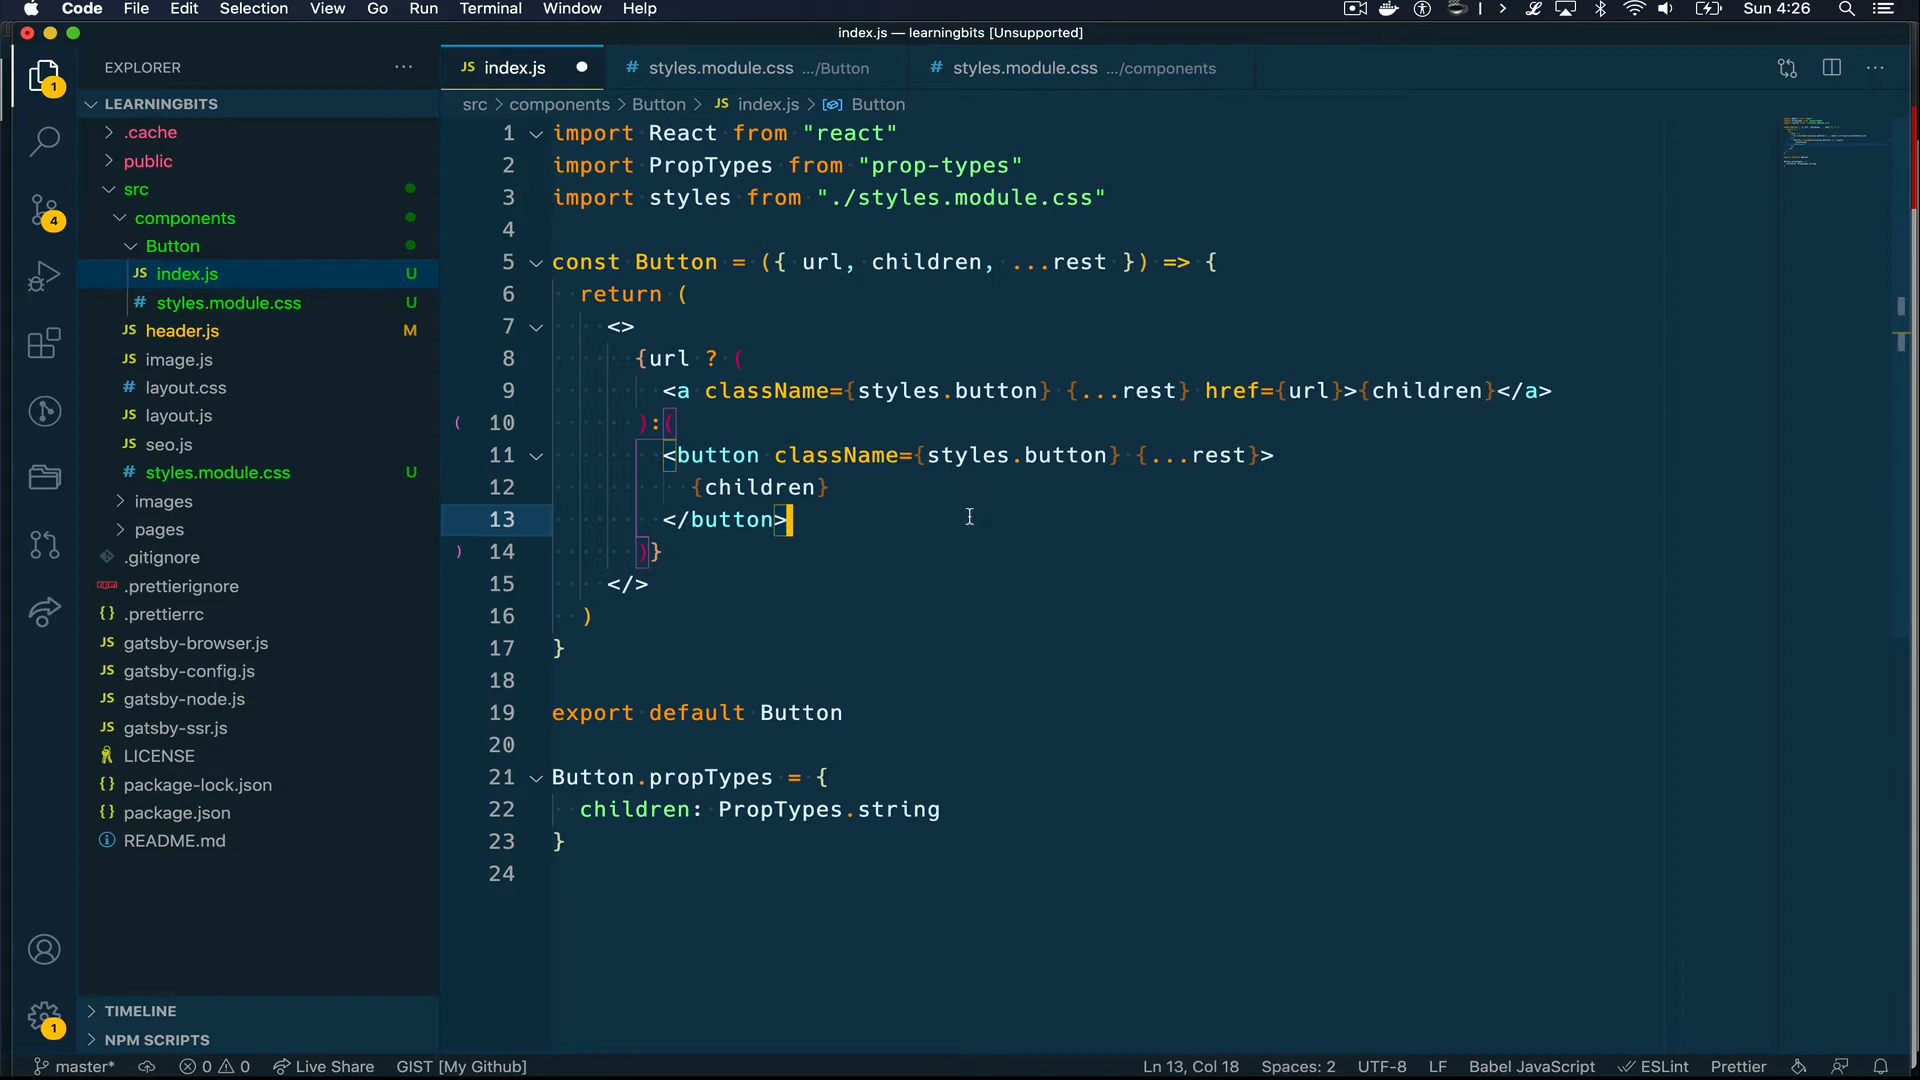 Code File Edit Selection View Go Run Terminal Window Help Sun 4:26
index.js — learningbits [Unsupported]
EXPLORER
LEARNINGBITS
.cache
public
src
components
Button
JS index.js U
# styles.module.css U
JS header.js M
JS image.js
# layout.css
JS layout.js
JS seo.js
# styles.module.css U
images
pages
.gitignore
.prettierignore
{} .prettierrc
JS gatsby-browser.js
JS gatsby-config.js
JS gatsby-node.js
JS gatsby-ssr.js
LICENSE
{} package-lock.json
{} package.json
README.md
TIMELINE
NPM SCRIPTS
1
4
1
JS index.js # styles.module.css .../Button # styles.module.css .../components
src > components > Button > JS index.js > Button
1 import React from "react"
2 import PropTypes from "prop-types"
3 import styles from "./styles.module.css"
4
5 const Button = ({ url, children, ...rest }) => {
6 return (
7 <>
8 {url ? (
9 <a className={styles.button} {...rest} href={url}>{children}</a>
10 ):(
11 <button className={styles.button} {...rest}>
12 {children}
13 </button>
14 )}
15 </>
16 )
17 }
18
19 export default Button
20
21 Button.propTypes = {
22 children: PropTypes.string
23 }
24
master* 0 0 Live Share GIST [My Github] Ln 13, Col 18 Spaces: 2 UTF-8 LF Babel JavaScript ESLint Prettier